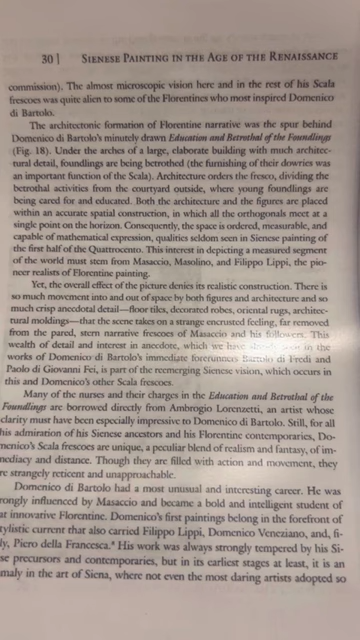 30 | SIENESE PAINTING IN THE AGE OF THE RENAISSANCE
commission). The almost microscopic vision here and in the rest of his Scala
frescoes was quite alien to some of the Florentines who most inspired Domenico
di Bartolo.
The architectonic formation of Florentine narrative was the spur behind
Domenico di Bartolo's minutely drawn Education and Betrothal of the Foundlings
(Fig. 18). Under the arches of a large, elaborate building with much architec-
tural detail, foundlings are being betrothed (the furnishing of their dowries was
an important function of the Scala). Architecture orders the fresco, dividing the
betrothal activities from the courtyard outside, where young foundlings are
being cared for and educated. Both the architecture and the figures are placed
within an accurate spatial construction, in which all the orthogonals meet at a
single point on the horizon. Consequently, the space is ordered, measurable, and
capable of mathematical expression, qualities seldom seen in Sienese painting of
the first half of the Quattrocento. This interest in depicting a measured segment
of the world must stem from Masaccio, Masolino, and Filippo Lippi, the pio-
neer realists of Florentine painting.
Yet, the overall effect of the picture denies its realistic construction. There is
so much movement into and out of space by both figures and architecture and so
much crisp anecdotal detail—floor tiles, decorated robes, oriental rugs, architec-
tural moldings—that the scene takes on a strange encrusted feeling, far removed
from the pared, stern narrative frescoes of Masaccio and his followers. This
wealth of detail and interest in anecdote, which we have in the
works of Domenico di Bartolo's immediate forerunners Bartolo di Fredi and
Paolo di Giovanni Fei, is part of the reemerging Sienese vision, which occurs in
this and Domenico's other Scala frescoes.
Many of the nurses and their charges in the Education and Betrothal of the
Foundlings are borrowed directly from Ambrogio Lorenzetti, an artist whose
clarity must have been especially impressive to Domenico di Bartolo. Still, for all
his admiration of his Sienese ancestors and his Florentine contemporaries, Do-
menico's Scala frescoes are unique, a peculiar blend of realism and fantasy, of im-
nediacy and distance. Though they are filled with action and movement, they
re strangely reticent and unapproachable.
Domenico di Bartolo had a most unusual and interesting career. He was
rongly influenced by Masaccio and became a bold and intelligent student of
at innovative Florentine. Domenico's first paintings belong in the forefront of
tylistic current that also carried Filippo Lippi, Domenico Veneziano, and, fi-
ly, Piero della Francesca. His work was always strongly tempered by his Si-
se precursors and contemporaries, but in its earliest stages at least, it is an
maly in the art of Siena, where not even the most daring artists adopted so